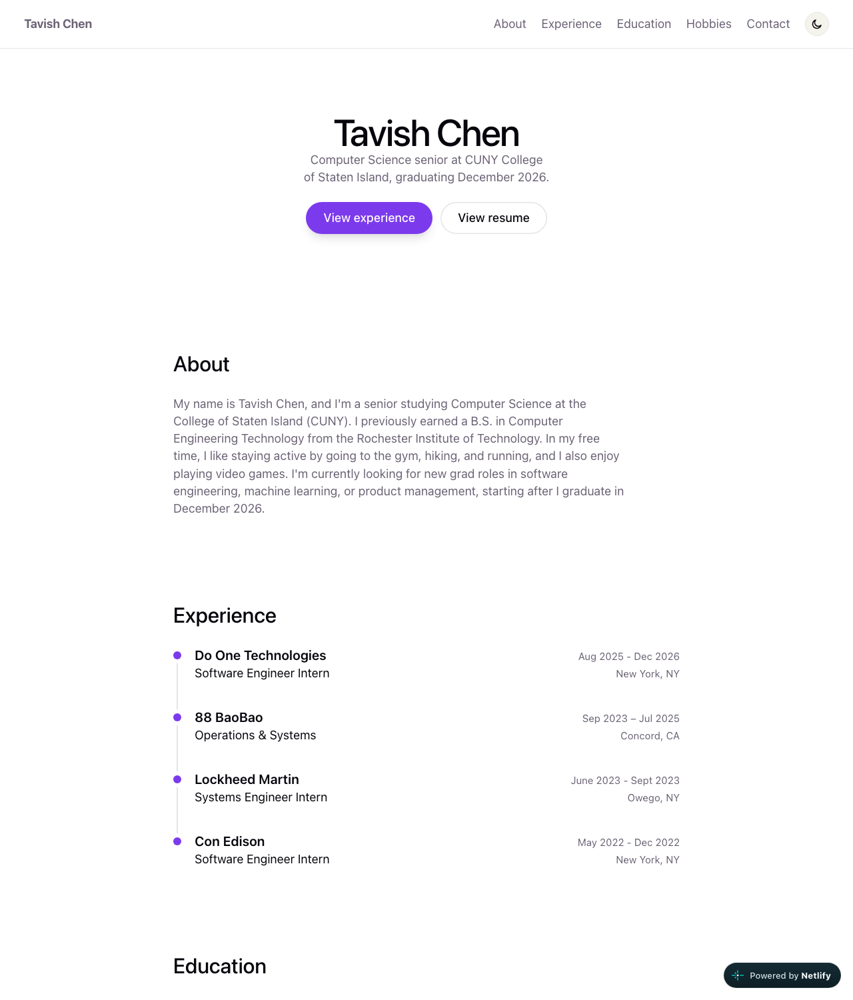 Tavish Chen
About Experience Education Hobbies Contact
Tavish Chen
Computer Science senior at CUNY College
of Staten Island, graduating December 2026.
View experience View resume
About
My name is Tavish Chen, and I'm a senior studying Computer Science at the
College of Staten Island (CUNY). I previously earned a B.S. in Computer
Engineering Technology from the Rochester Institute of Technology. In my free
time, I like staying active by going to the gym, hiking, and running, and I also enjoy
playing video games. I'm currently looking for new grad roles in software
engineering, machine learning, or product management, starting after I graduate in
December 2026.
Experience
Do One Technologies Aug 2025 - Dec 2026
Software Engineer Intern New York, NY
88 BaoBao Sep 2023 – Jul 2025
Operations & Systems Concord, CA
Lockheed Martin June 2023 - Sept 2023
Systems Engineer Intern Owego, NY
Con Edison May 2022 - Dec 2022
Software Engineer Intern New York, NY
Education
Powered by Netlify